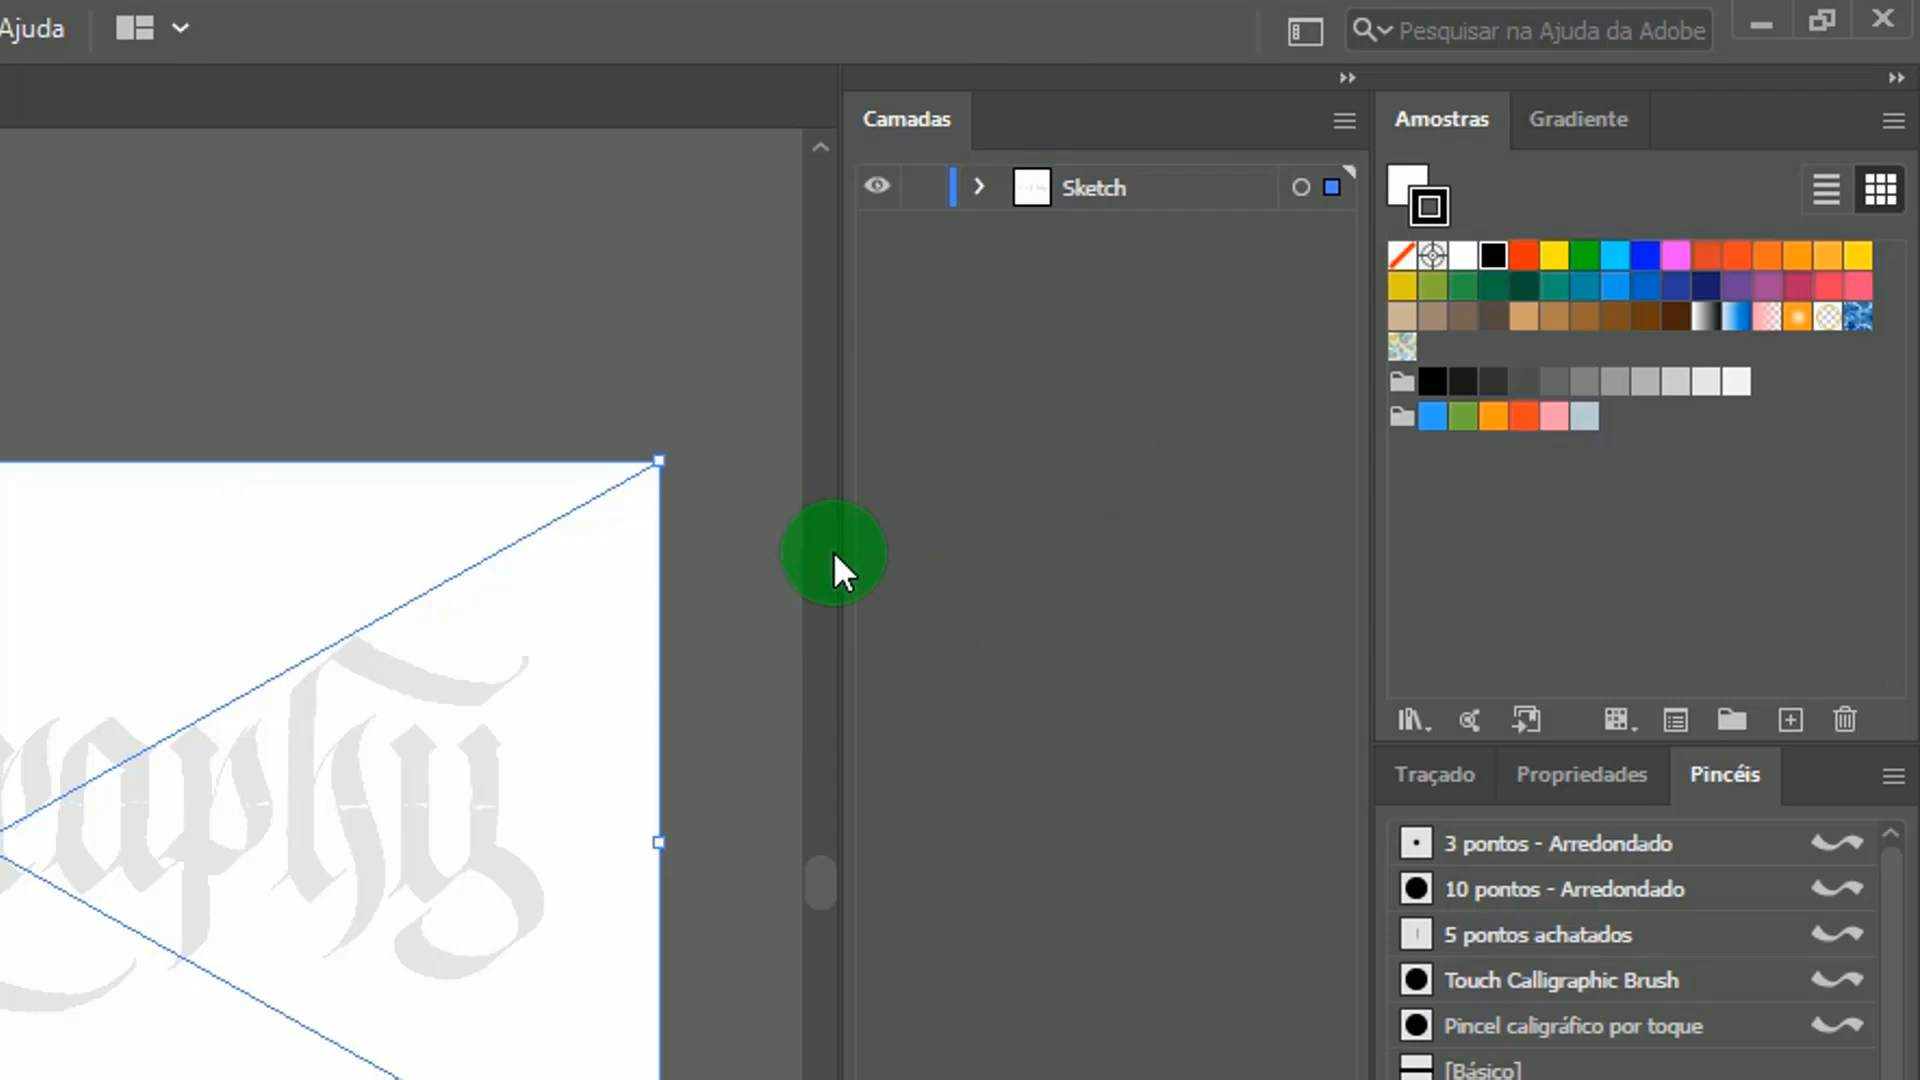 Ajuda
Pesquisar na Ajuda da Adobe
Camadas
Amostras
Gradiente
Sketch
raphy
Traçado
Propriedades
Pincéis
3 pontos - Arredondado
10 pontos - Arredondado
5 pontos achatados
Touch Calligraphic Brush
Pincel caligráfico por toque
[Básico]